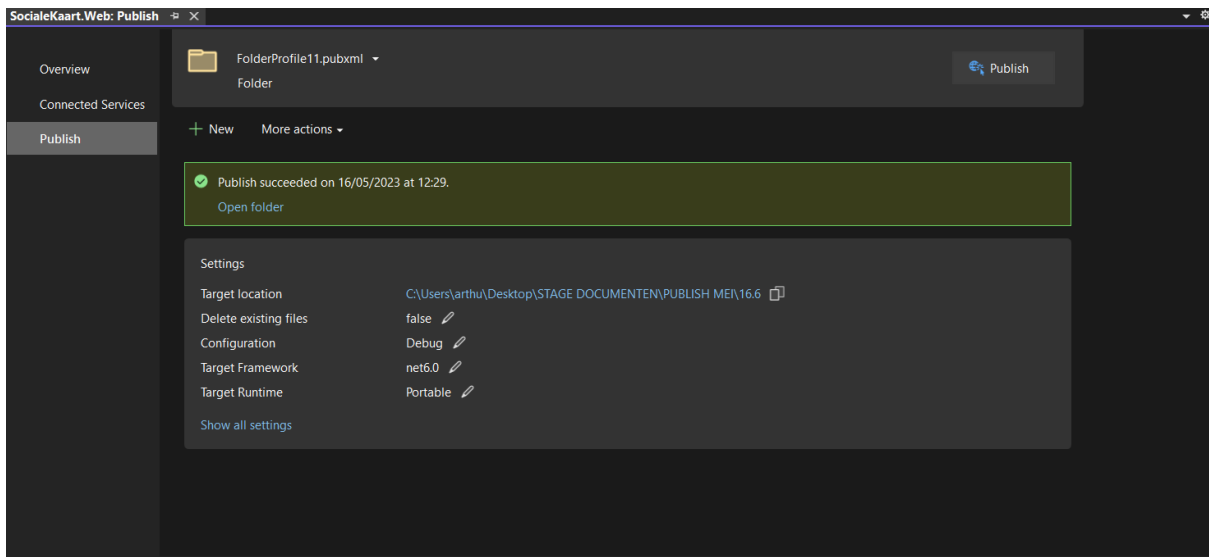 SocialeKaart.Web: Publish
Overview
Connected Services
Publish
FolderProfile11.pubxml
Folder
Publish
New
More actions
Publish succeeded on 16/05/2023 at 12:29.
Open folder
Settings
Target location C:\Users\arthu\Desktop\STAGE DOCUMENTEN\PUBLISH MEI\16.6
Delete existing files false
Configuration Debug
Target Framework net6.0
Target Runtime Portable
Show all settings